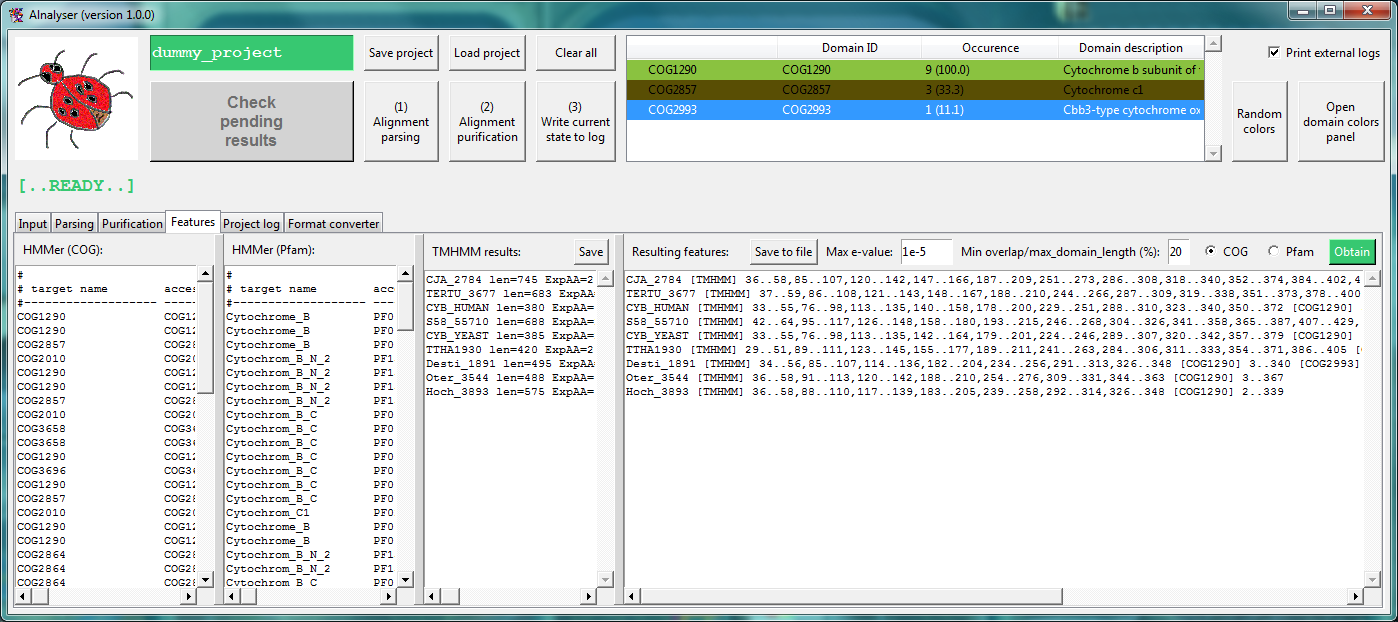 AlnAlyser (version 1.0.0)
dummy_project
Save project
Load project
Clear all
Check
pending
results
(1)
Alignment
parsing
(2)
Alignment
purification
(3)
Write current
state to log
Domain ID Occurence Domain description
COG1290 COG1290 9 (100.0) Cytochrome b subunit of
COG2857 COG2857 3 (33.3) Cytochrome c1
COG2993 COG2993 1 (11.1) Cbb3-type cytochrome ox
Print external logs
Random
colors
Open
domain colors
panel
[..READY..]
Input Parsing Purification Features Project log Format converter
HMMer (COG):
#
# target name acces
#------------------- -----
COG1290 COG12
COG1290 COG12
COG2857 COG28
COG2010 COG20
COG1290 COG12
COG1290 COG12
COG2857 COG28
COG2010 COG20
COG3658 COG36
COG3658 COG36
COG1290 COG12
COG3696 COG36
COG1290 COG12
COG2857 COG28
COG2010 COG20
COG1290 COG12
COG1290 COG12
COG2864 COG28
COG2864 COG28
COG2864 COG28
HMMer (Pfam):
#
# target name acc
#------------------- ---
Cytochrome_B PF0
Cytochrome_B PF0
Cytochrome_B PF0
Cytochrom_B_N_2 PF1
Cytochrom_B_N_2 PF1
Cytochrom_B_N_2 PF1
Cytochrom_B_N_2 PF1
Cytochrom_B_C PF0
Cytochrom_B_C PF0
Cytochrom_B_C PF0
Cytochrom_B_C PF0
Cytochrom_B_C PF0
Cytochrom_B_C PF0
Cytochrom_B_C PF0
Cytochrom_C1 PF0
Cytochrome_B PF0
Cytochrome_B PF0
Cytochrom_B_N_2 PF1
Cytochrom_B_N_2 PF1
Cytochrom_B_C PF0
TMHMM results:
Save
CJA_2784 len=745 ExpAA=2
TERTU_3677 len=683 ExpAA=
CYB_HUMAN len=380 ExpAA=
S58_55710 len=688 ExpAA=
CYB_YEAST len=385 ExpAA=
TTHA1930 len=420 ExpAA=2
Desti_1891 len=495 ExpAA=
Oter_3544 len=488 ExpAA=
Hoch_3893 len=575 ExpAA=
Resulting features:
Save to file
Max e-value: 1e-5
Min overlap/max_domain_length (%): 20
COG
Pfam
Obtain
CJA_2784 [TMHMM] 36..58,85..107,120..142,147..166,187..209,251..273,286..308,318..340,352..374,384..402,4
TERTU_3677 [TMHMM] 37..59,86..108,121..143,148..167,188..210,244..266,287..309,319..338,351..373,378..400
CYB_HUMAN [TMHMM] 33..55,76..98,113..135,140..158,178..200,229..251,288..310,323..340,350..372 [COG1290]
S58_55710 [TMHMM] 42..64,95..117,126..148,158..180,193..215,246..268,304..326,341..358,365..387,407..429,
CYB_YEAST [TMHMM] 33..55,76..98,113..135,142..164,179..201,224..246,289..307,320..342,357..379 [COG1290]
TTHA1930 [TMHMM] 29..51,89..111,123..145,155..177,189..211,241..263,284..306,311..333,354..371,386..405 [
Desti_1891 [TMHMM] 34..56,85..107,114..136,182..204,234..256,291..313,326..348 [COG1290] 3..340 [COG2993]
Oter_3544 [TMHMM] 36..58,91..113,120..142,188..210,254..276,309..331,344..363 [COG1290] 3..367
Hoch_3893 [TMHMM] 36..58,88..110,117..139,183..205,239..258,292..314,326..348 [COG1290] 2..339